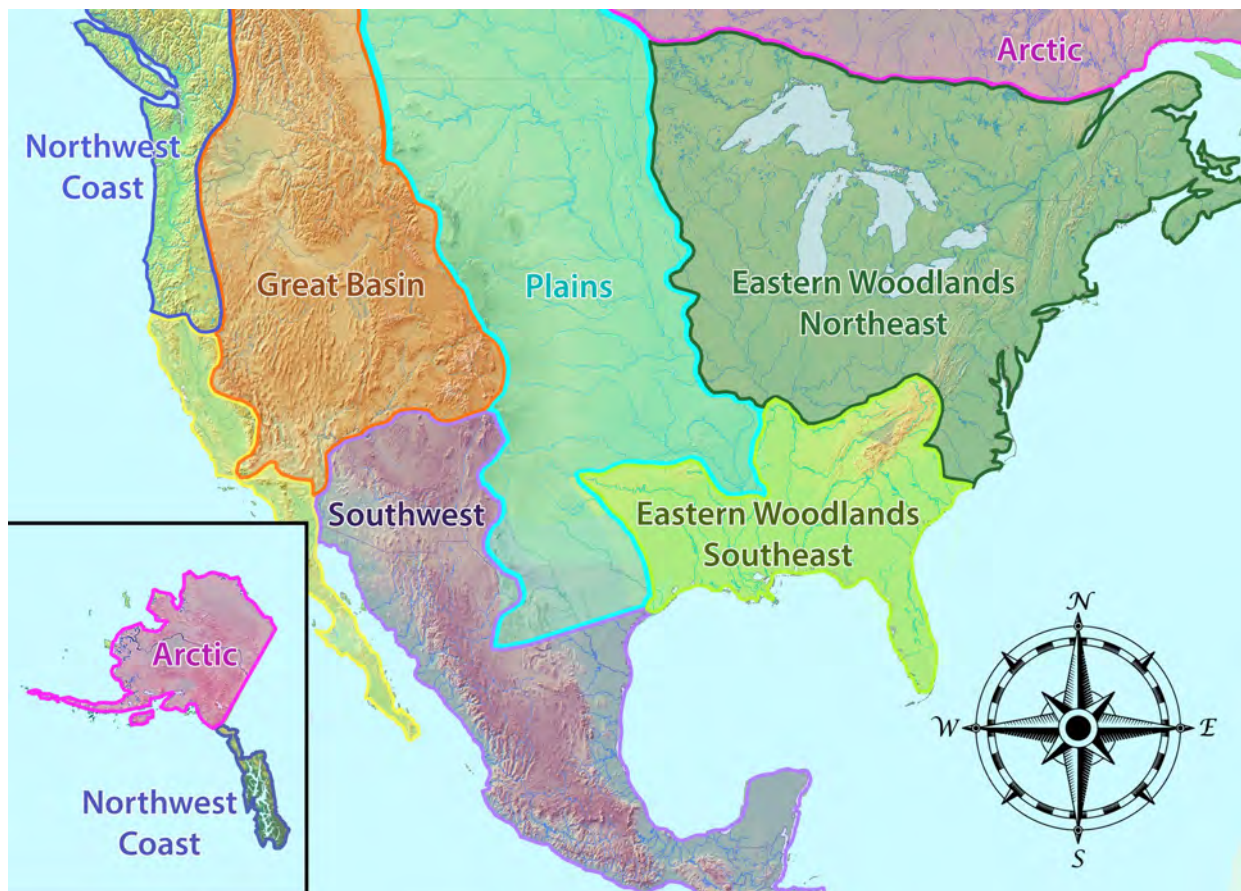 Arctic
Northwest
Coast
Great Basin
Plains
Eastern Woodlands
Northeast
Southwest
Eastern Woodlands
Southeast
Arctic
Northwest
Coast
N
W
E
S